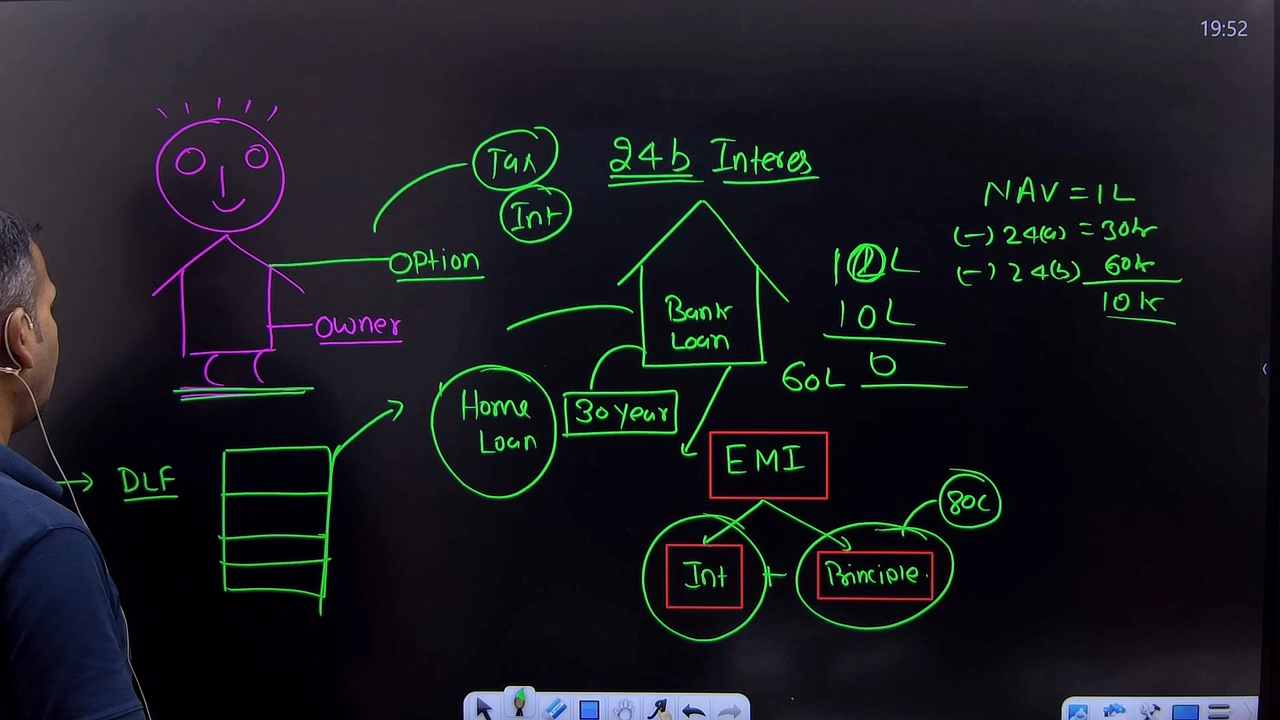 19:52
Tax
Int
24b Interes
NAV = 1L
(-) 24(a) = 30k
(-) 24(b) 60k
10k
Option
Owner
Bank
Loan
10L
0
60L
Home
Loan
30 year
EMI
80C
Int + Principle.
DLF